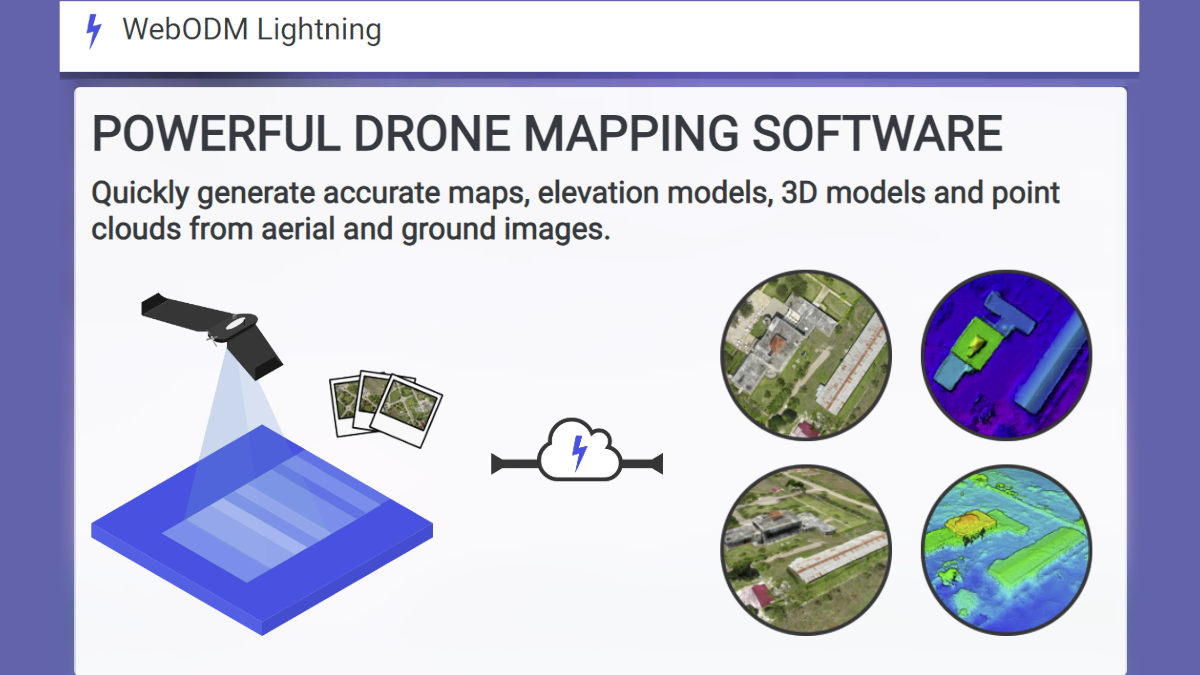 WebODM Lightning
POWERFUL DRONE MAPPING SOFTWARE
Quickly generate accurate maps, elevation models, 3D models and point
clouds from aerial and ground images.